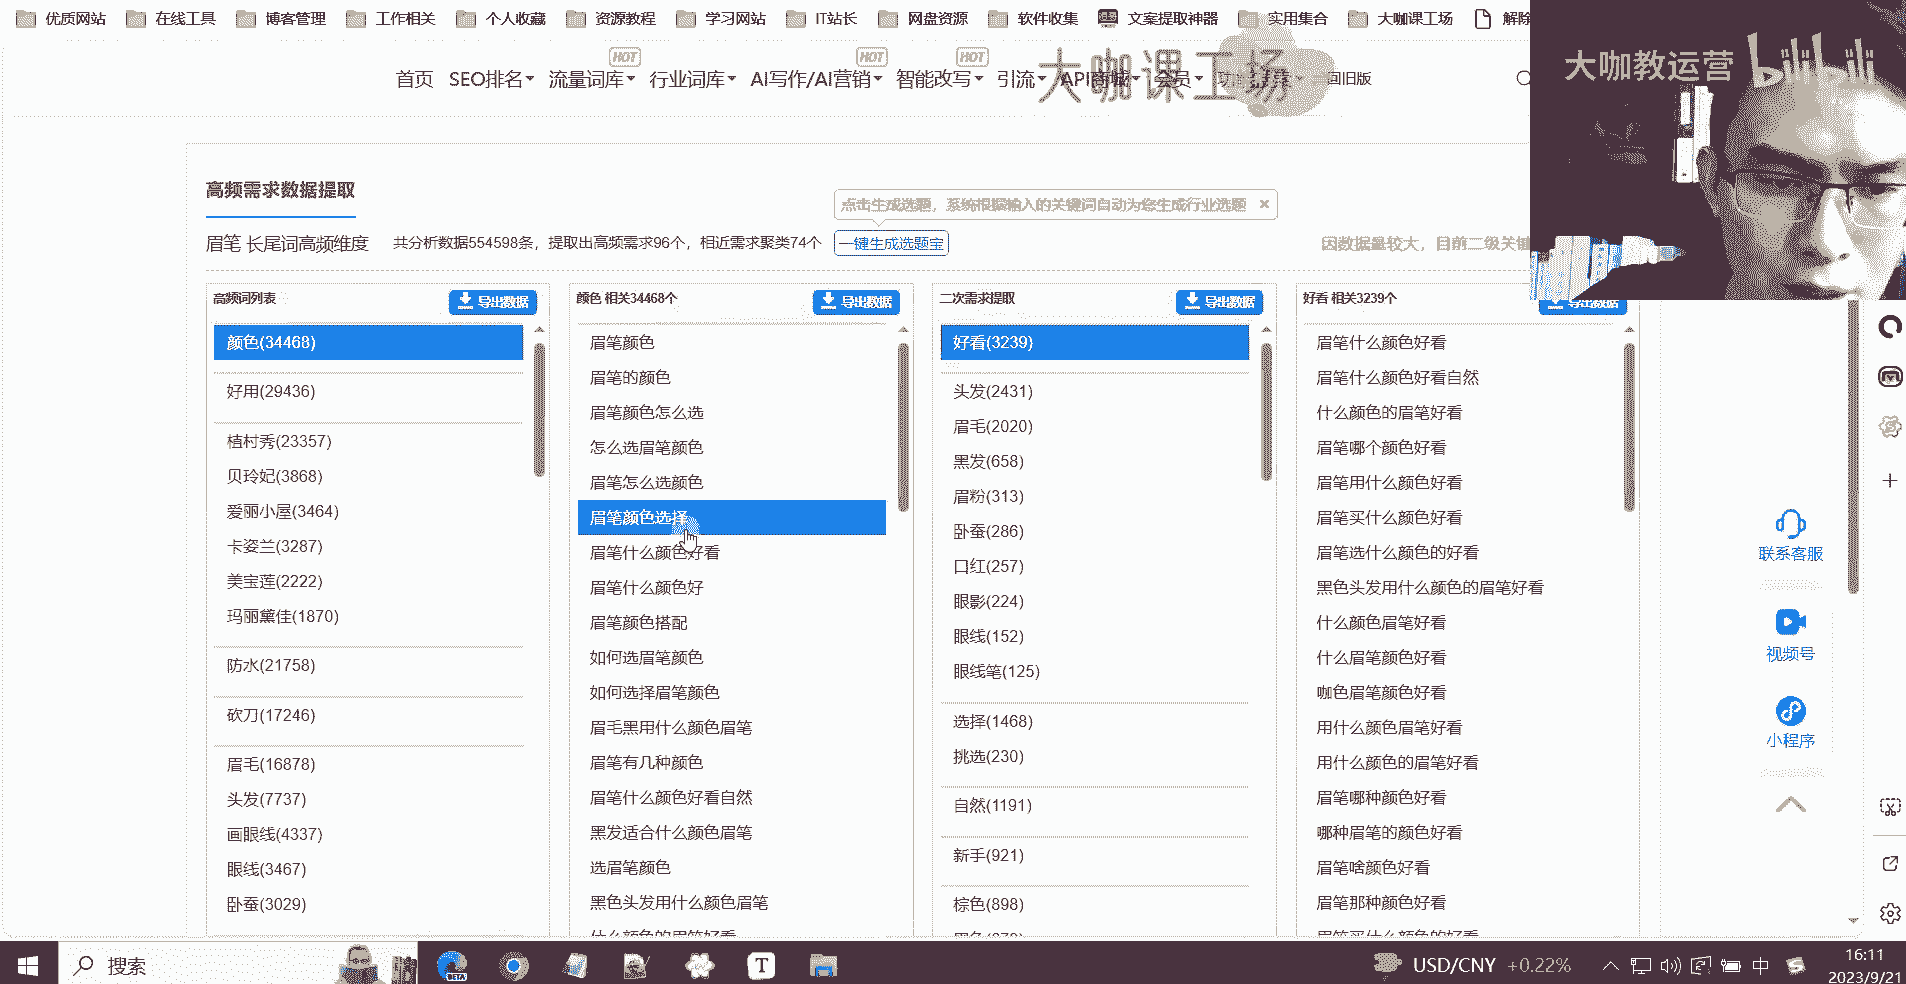 优质网站 在线工具 博客管理 工作相关 个人收藏 资源教程 学习网站 IT站长 网盘资源 软件收集 文案提取神器 实用集合 大咖课工场 解除
大咖教运营 bilibili
HOT HOT HOT
首页 SEO排名 流量词库 行业词库 AI写作/AI营销 智能改写 引流 API商城 会员 回旧版
大咖课工场
高频需求数据提取
点击生成选题，系统根据输入的关键词自动为您生成行业选题 ×
眉笔 长尾词高频维度 共分析数据554598条，提取出高频需求96个，相近需求聚类74个 一键生成选题宝 因数据量较大，目前二级关键
高频词列表 导出数据
颜色(34468)
好用(29436)
植村秀(23357)
贝玲妃(3868)
爱丽小屋(3464)
卡姿兰(3287)
美宝莲(2222)
玛丽黛佳(1870)
防水(21758)
砍刀(17246)
眉毛(16878)
头发(7737)
画眼线(4337)
眼线(3467)
卧蚕(3029)
颜色 相关34468个 导出数据
眉笔颜色
眉笔的颜色
眉笔颜色怎么选
怎么选眉笔颜色
眉笔怎么选颜色
眉笔颜色选择
眉笔什么颜色好看
眉笔什么颜色好
眉笔颜色搭配
如何选眉笔颜色
如何选择眉笔颜色
眉毛黑用什么颜色眉笔
眉笔有几种颜色
眉笔什么颜色好看自然
黑发适合什么颜色眉笔
选眉笔颜色
黑色头发用什么颜色眉笔
什么颜色的眉笔好看
二次需求提取 导出数据
好看(3239)
头发(2431)
眉毛(2020)
黑发(658)
眉粉(313)
卧蚕(286)
口红(257)
眼影(224)
眼线(152)
眼线笔(125)
选择(1468)
挑选(230)
自然(1191)
新手(921)
棕色(898)
好看 相关3239个 导出数据
眉笔什么颜色好看
眉笔什么颜色好看自然
什么颜色的眉笔好看
眉笔哪个颜色好看
眉笔用什么颜色好看
眉笔买什么颜色好看
眉笔选什么颜色的好看
黑色头发用什么颜色的眉笔好看
什么颜色眉笔好看
什么眉笔颜色好看
咖色眉笔颜色好看
用什么颜色眉笔好看
用什么颜色的眉笔好看
眉笔哪种颜色好看
哪种眉笔的颜色好看
眉笔啥颜色好看
眉笔那种颜色好看
眉笔买什么颜色的好看
联系客服
视频号
小程序
搜索 BETA T USD/CNY +0.22% 中 16:11
2023/9/21